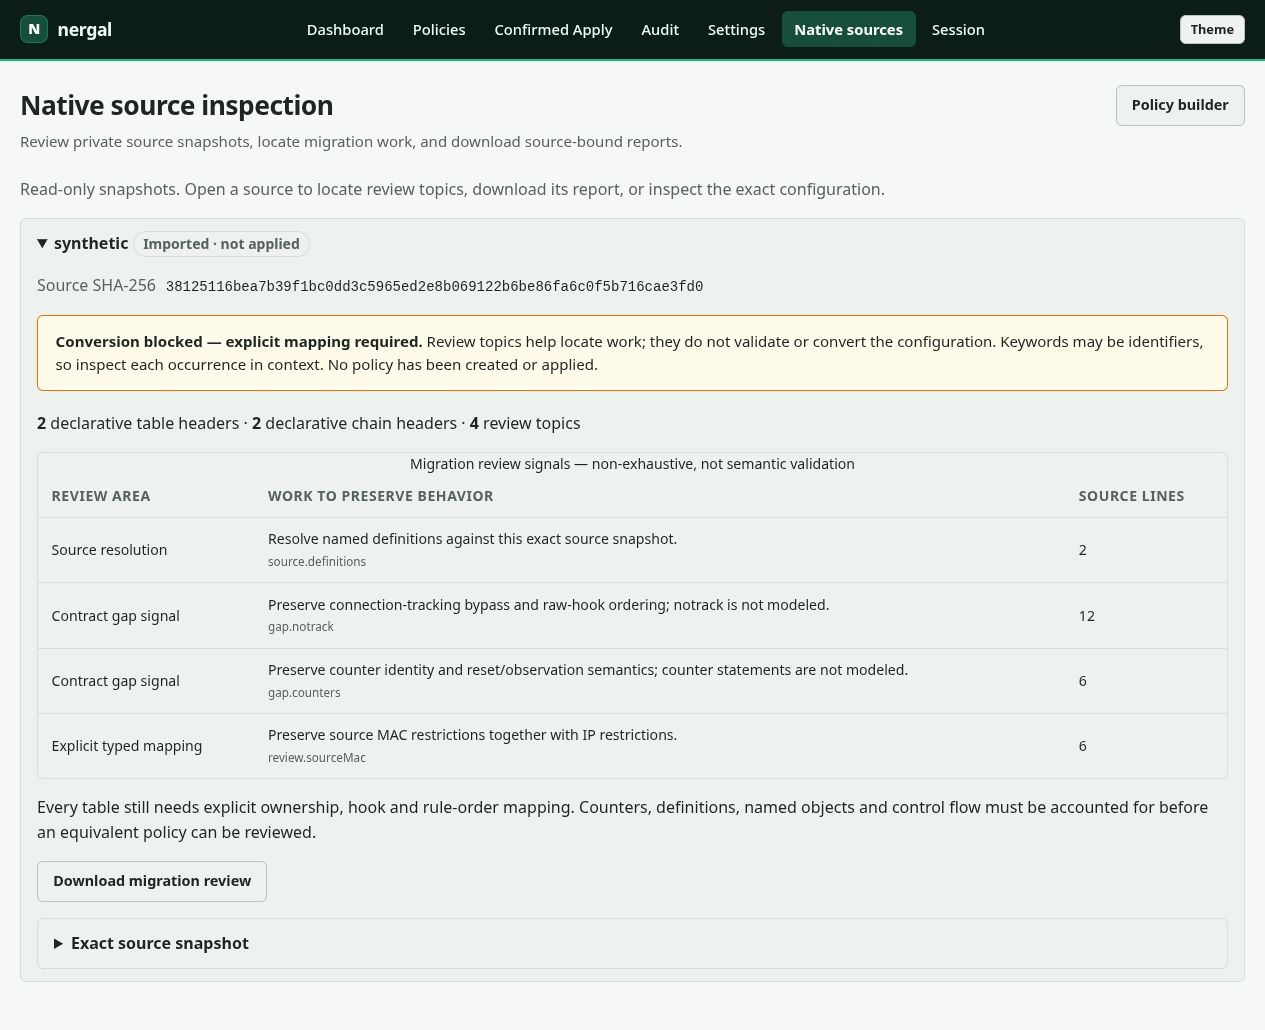 N nergal
Dashboard Policies Confirmed Apply Audit Settings Native sources Session
Theme
Native source inspection
Policy builder
Review private source snapshots, locate migration work, and download source-bound reports.
Read-only snapshots. Open a source to locate review topics, download its report, or inspect the exact configuration.
▼ synthetic Imported · not applied
Source SHA-256 38125116bea7b39f1bc0dd3c5965ed2e8b069122b6be86fa6c0f5b716cae3fd0
Conversion blocked — explicit mapping required. Review topics help locate work; they do not validate or convert the configuration. Keywords may be identifiers,
so inspect each occurrence in context. No policy has been created or applied.
2 declarative table headers · 2 declarative chain headers · 4 review topics
Migration review signals — non-exhaustive, not semantic validation
REVIEW AREA WORK TO PRESERVE BEHAVIOR SOURCE LINES
Source resolution Resolve named definitions against this exact source snapshot. 2
source.definitions
Contract gap signal Preserve connection-tracking bypass and raw-hook ordering; notrack is not modeled. 12
gap.notrack
Contract gap signal Preserve counter identity and reset/observation semantics; counter statements are not modeled. 6
gap.counters
Explicit typed mapping Preserve source MAC restrictions together with IP restrictions. 6
review.sourceMac
Every table still needs explicit ownership, hook and rule-order mapping. Counters, definitions, named objects and control flow must be accounted for before
an equivalent policy can be reviewed.
Download migration review
▶ Exact source snapshot